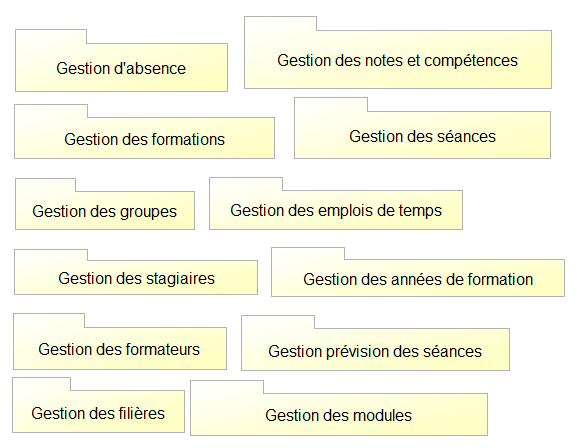 Gestion d'absence
Gestion des notes et compétences
Gestion des formations
Gestion des séances
Gestion des groupes
Gestion des emplois de temps
Gestion des stagiaires
Gestion des années de formation
Gestion des formateurs
Gestion prévision des séances
Gestion des filières
Gestion des modules